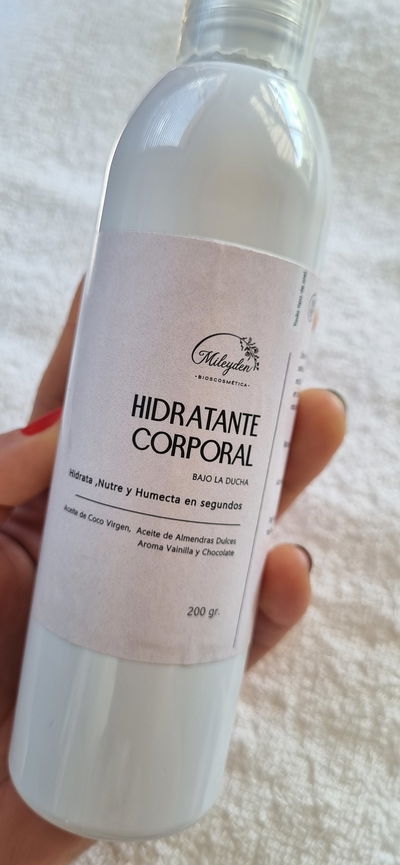 Mileyden
·BIOSCOSMÉTICA·
HIDRATANTE
CORPORAL
BAJO LA DUCHA
Hidrata ,Nutre y Humecta en segundos
Aceite de Coco Virgen, Aceite de Almendras Dulces
Aroma Vainilla y Chocolate
200 gr.